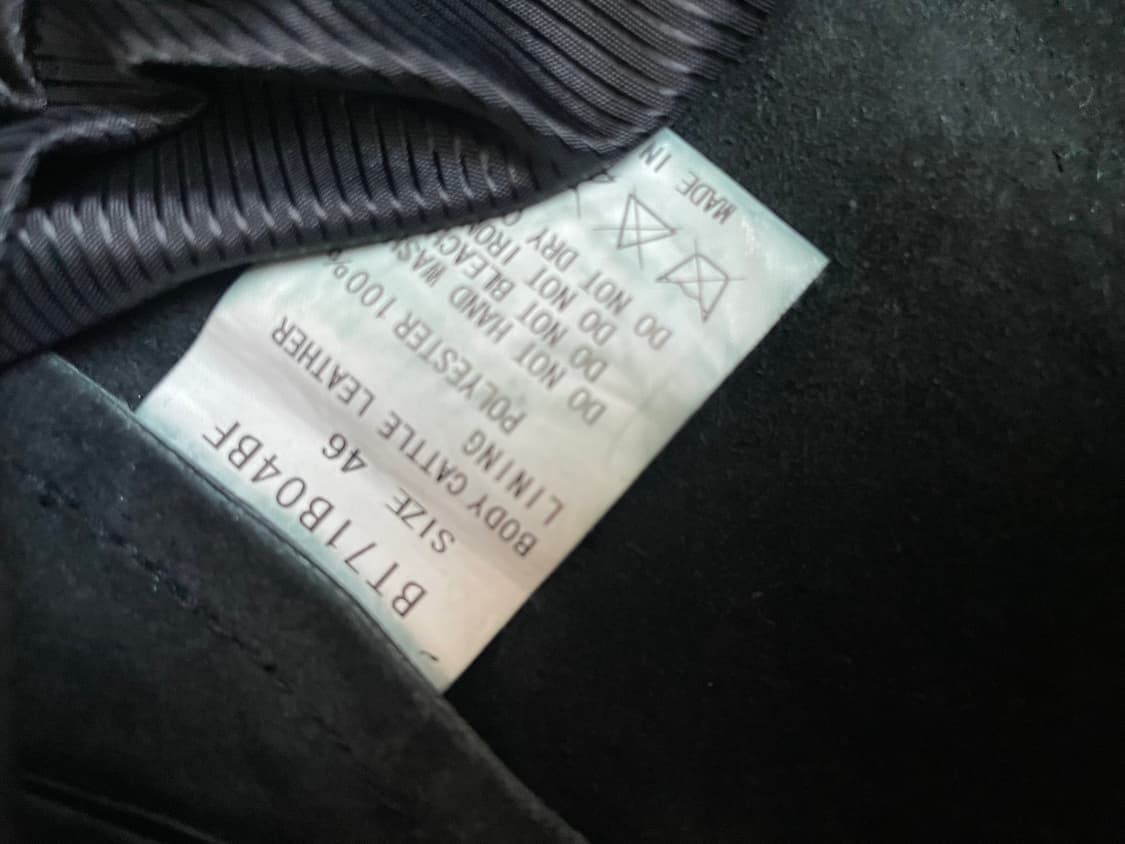 BT71B04BF
SIZE 46
BODY CATTLE LEATHER
LINING POLYESTER 100%
DO NOT HAND WASH
DO NOT BLEACH
DO NOT IRON
DO NOT DRY
MADE IN